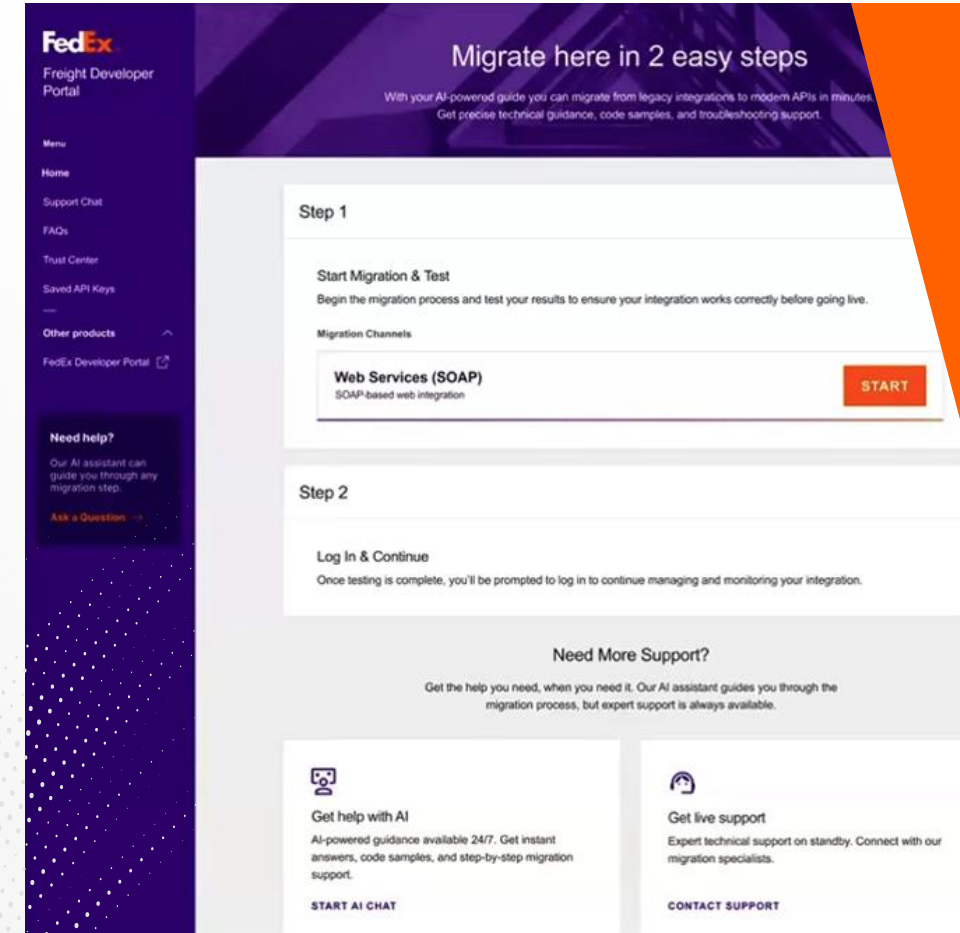 FedEx
Freight Developer
Portal
Menu
Home
Support Chat
FAQs
Trust Center
Saved API Keys
Other products
FedEx Developer Portal
Need help?
Our AI assistant can
guide you through any
migration step.
Ask a Question →
Migrate here in 2 easy steps
With your AI-powered guide you can migrate from legacy integrations to modern APIs in minutes.
Get precise technical guidance, code samples, and troubleshooting support.
Step 1
Start Migration & Test
Begin the migration process and test your results to ensure your integration works correctly before going live.
Migration Channels
Web Services (SOAP)
SOAP-based web integration
START
Step 2
Log In & Continue
Once testing is complete, you'll be prompted to log in to continue managing and monitoring your integration.
Need More Support?
Get the help you need, when you need it. Our AI assistant guides you through the
migration process, but expert support is always available.
Get help with AI
AI-powered guidance available 24/7. Get instant
answers, code samples, and step-by-step migration
support.
START AI CHAT
Get live support
Expert technical support on standby. Connect with our
migration specialists.
CONTACT SUPPORT